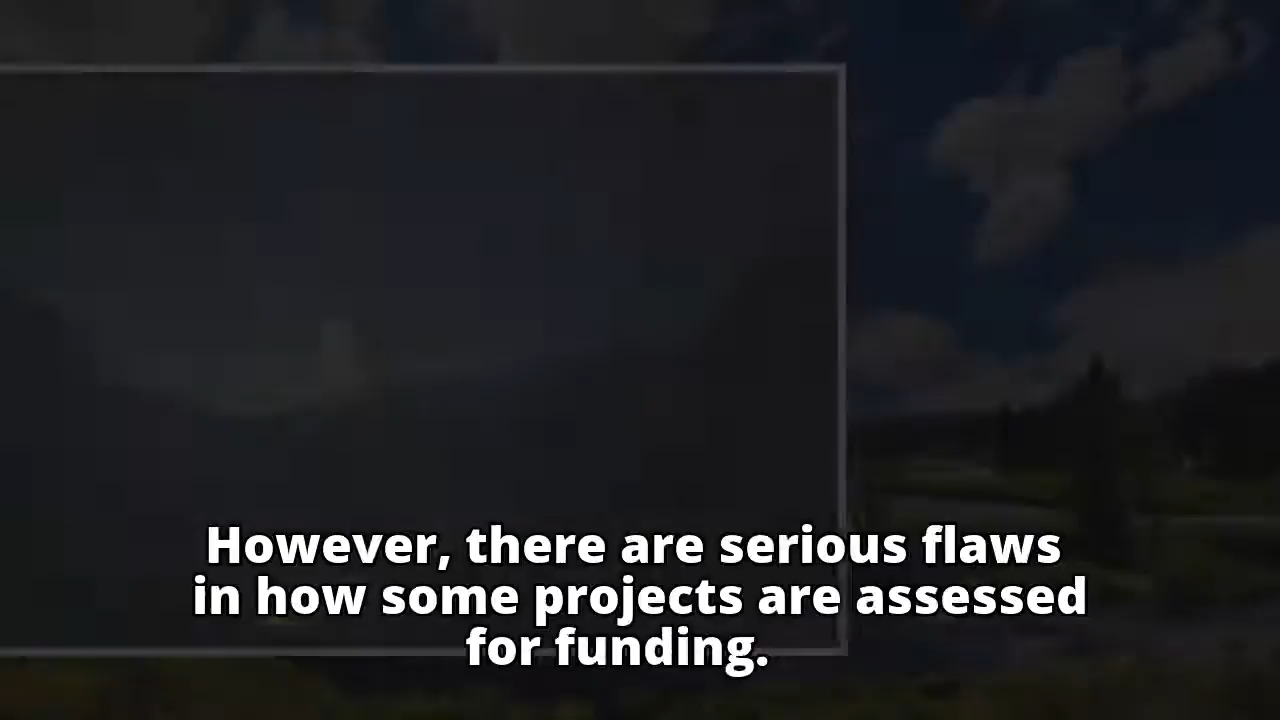 However, there are serious flaws
in how some projects are assessed
for funding.